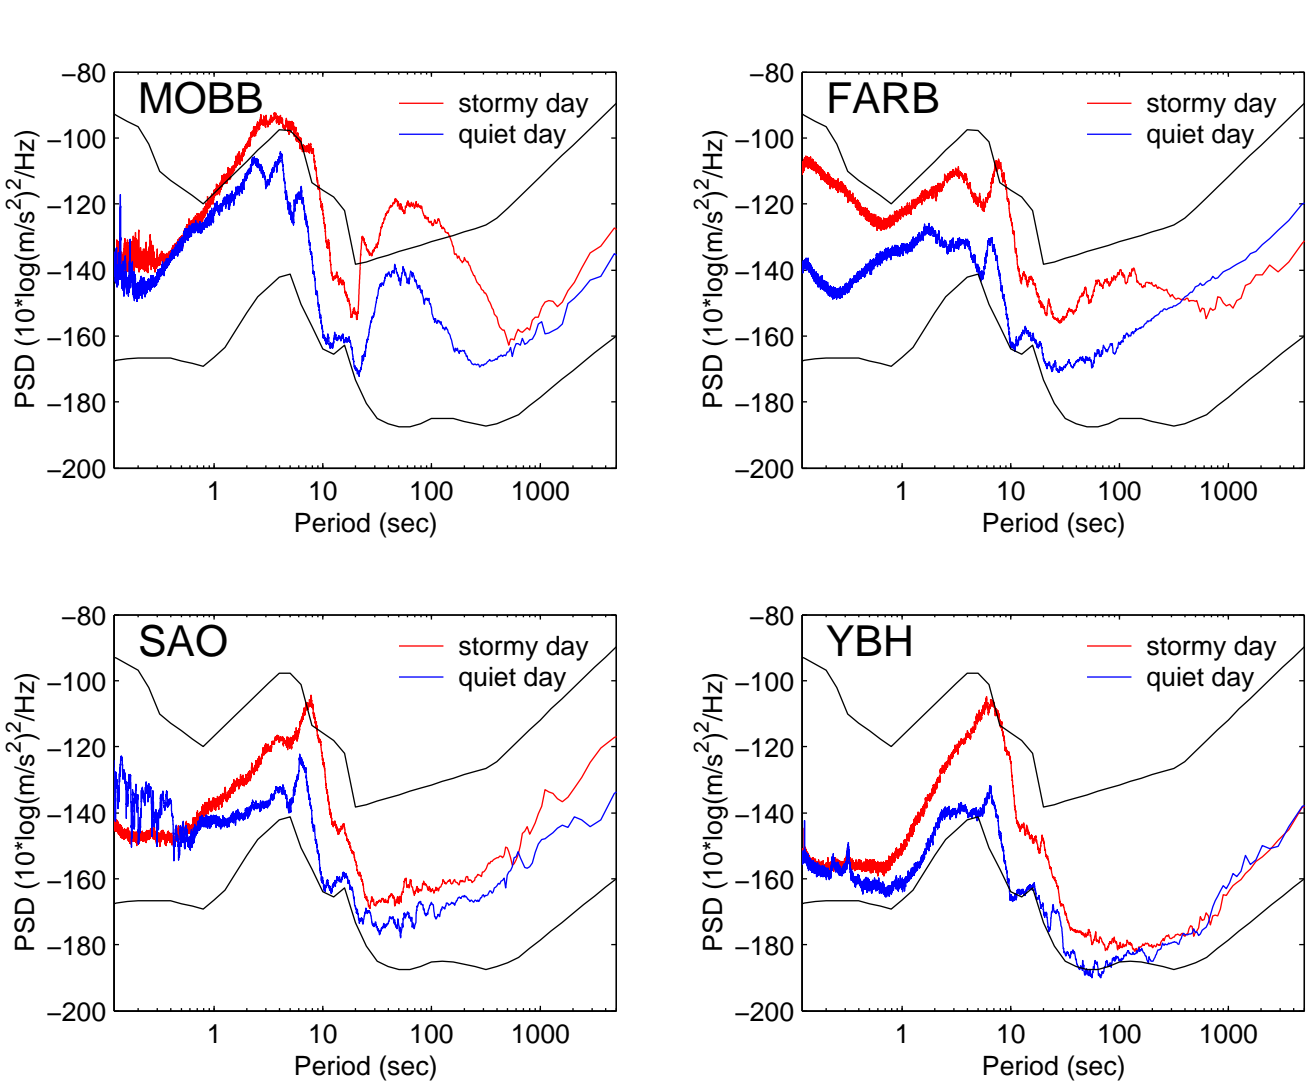 MOBB
stormy day
quiet day
−80
−100
−120
−140
−160
−180
−200
PSD (10*log(m/s²)²/Hz)
1 10 100 1000
Period (sec)
FARB
stormy day
quiet day
−80
−100
−120
−140
−160
−180
−200
PSD (10*log(m/s²)²/Hz)
1 10 100 1000
Period (sec)
SAO
stormy day
quiet day
−80
−100
−120
−140
−160
−180
−200
PSD (10*log(m/s²)²/Hz)
1 10 100 1000
Period (sec)
YBH
stormy day
quiet day
−80
−100
−120
−140
−160
−180
−200
PSD (10*log(m/s²)²/Hz)
1 10 100 1000
Period (sec)